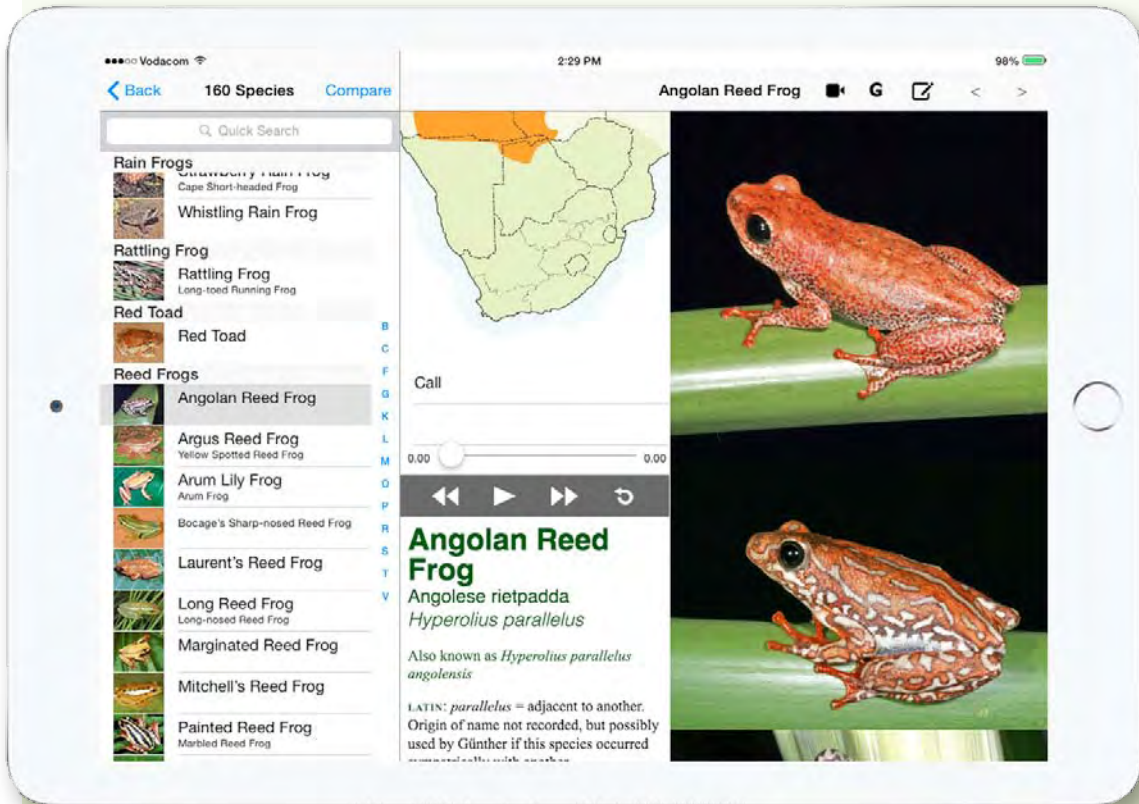 Vodacom
2:29 PM
98%
Back
160 Species
Compare
Angolan Reed Frog
G
<
>
Quick Search
Rain Frogs
Strawberry Rain Frog
Cape Short-headed Frog
Whistling Rain Frog
Rattling Frog
Rattling Frog
Long-toed Running Frog
Red Toad
Red Toad
Reed Frogs
Angolan Reed Frog
Argus Reed Frog
Yellow Spotted Reed Frog
Arum Lily Frog
Arum Frog
Bocage's Sharp-nosed Reed Frog
Laurent's Reed Frog
Long Reed Frog
Long-nosed Reed Frog
Marginated Reed Frog
Mitchell's Reed Frog
Painted Reed Frog
Marbled Reed Frog
B
C
F
G
K
L
M
O
P
R
S
T
V
Call
0.00
0.00
Angolan Reed
Frog
Angolese rietpadda
Hyperolius parallelus
Also known as Hyperolius parallelus
angolensis
LATIN: parallelus = adjacent to another.
Origin of name not recorded, but possibly
used by Günther if this species occurred
sympatrically with another